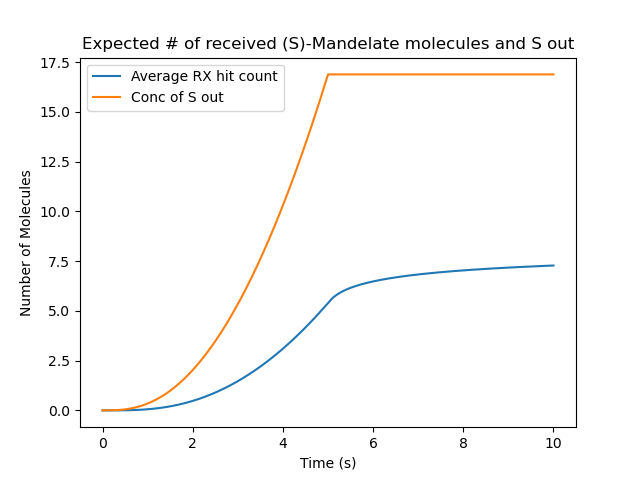 Expected # of received (S)-Mandelate molecules and S out
17.5
15.0
12.5
10.0
7.5
5.0
2.5
0.0
Number of Molecules
Average RX hit count
Conc of S out
0 2 4 6 8 10
Time (s)